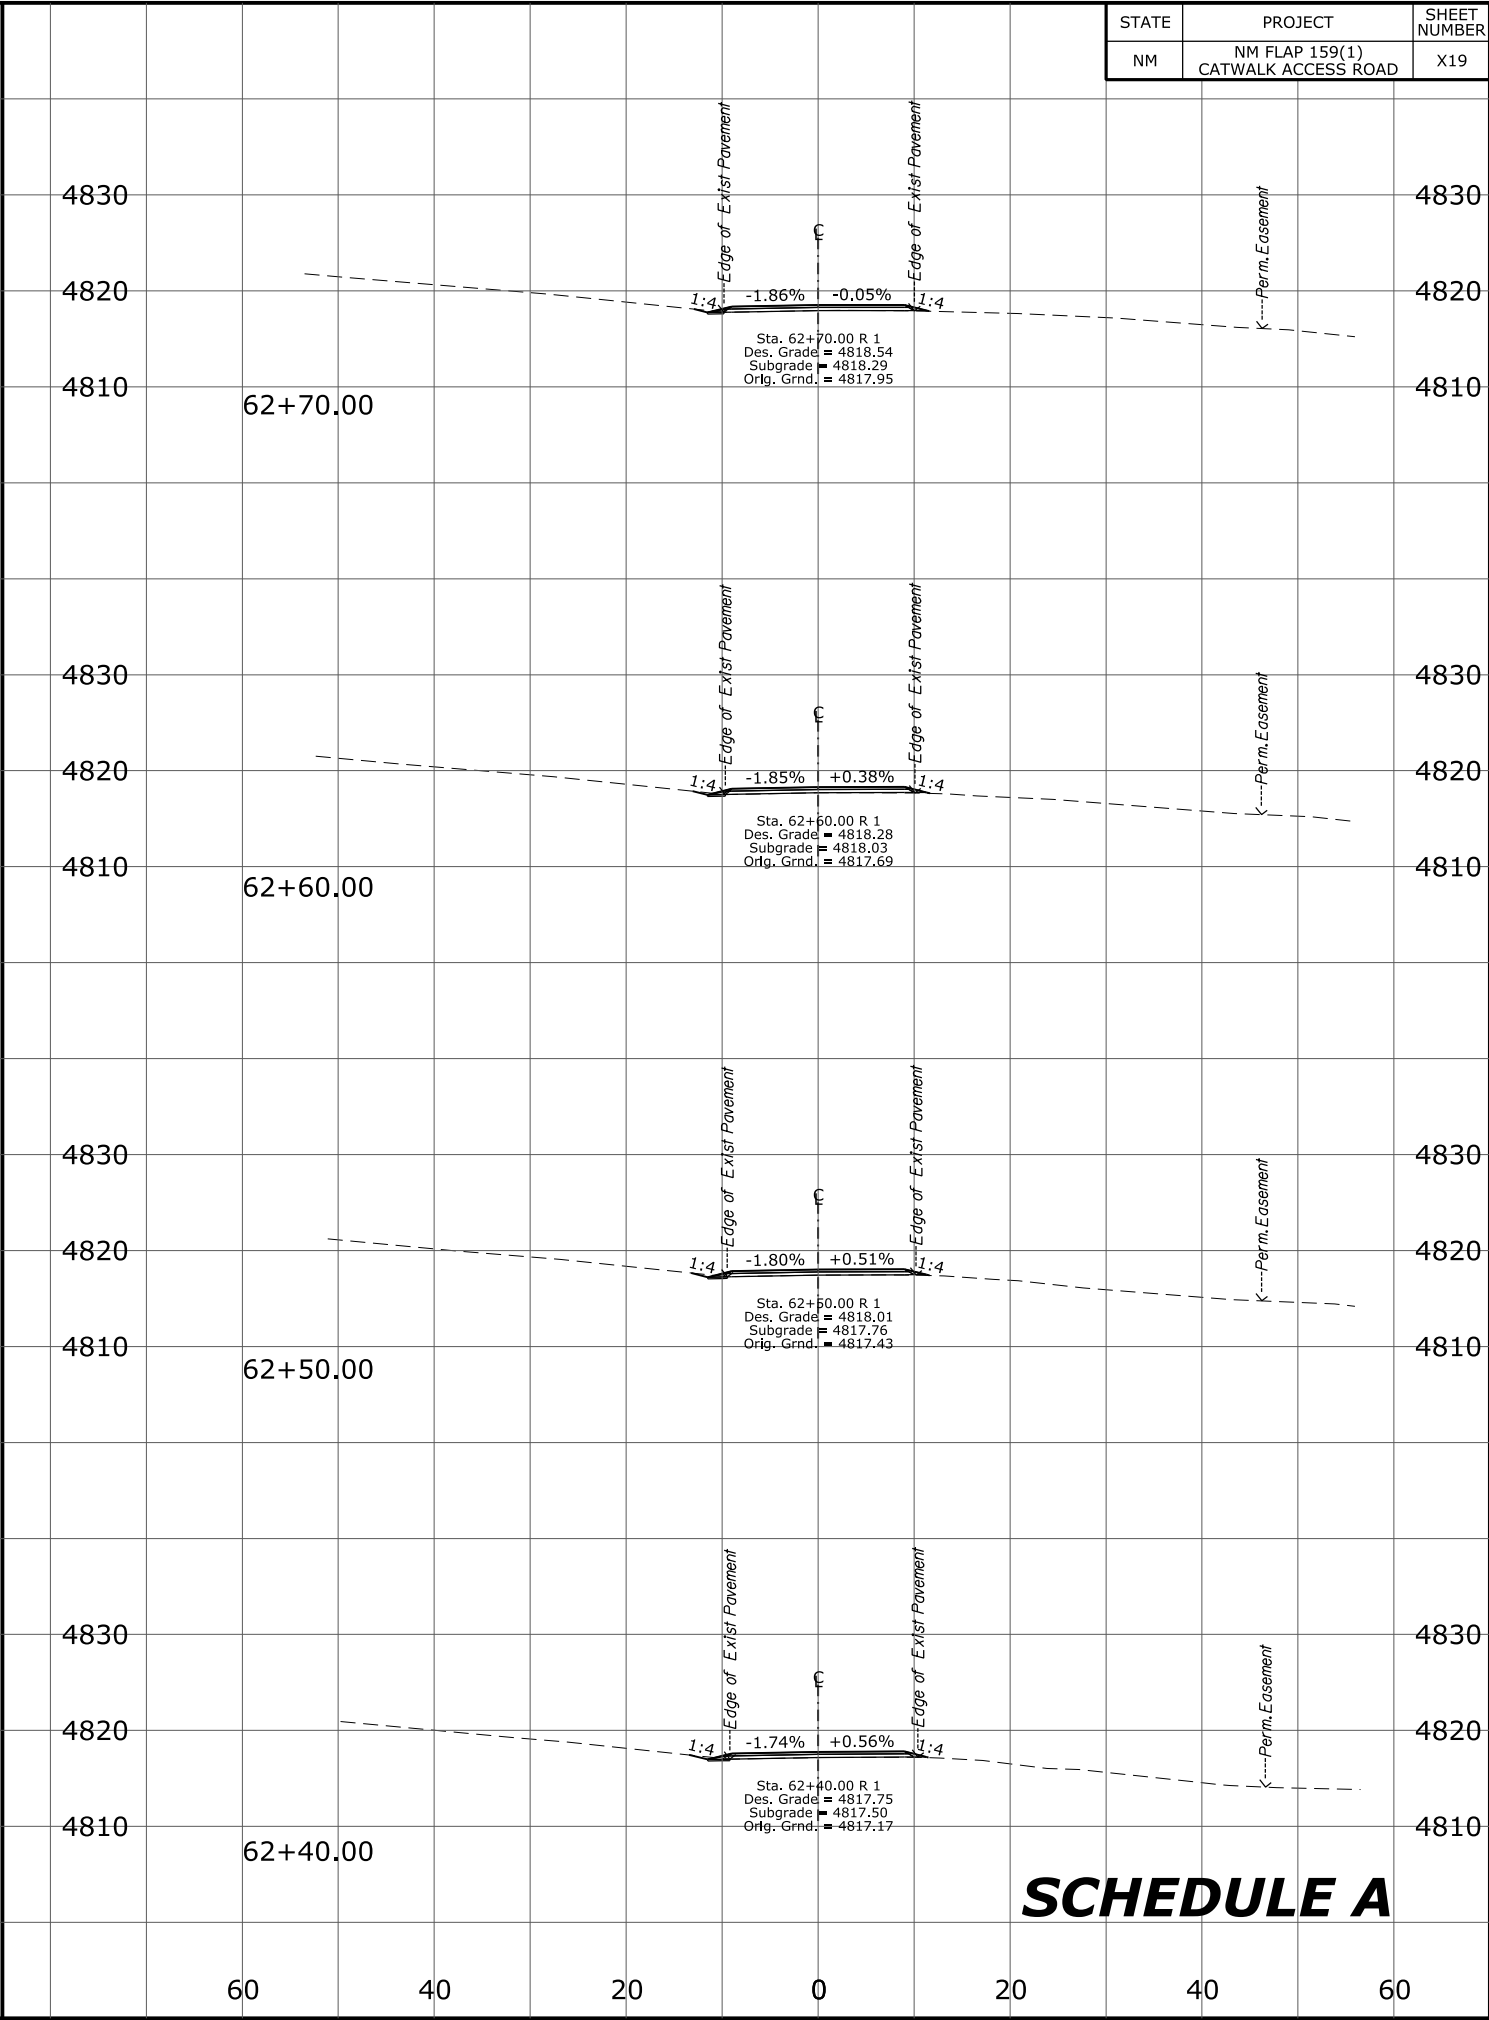 STATE PROJECT SHEET NUMBER
NM NM FLAP 159(1) CATWALK ACCESS ROAD X19
Edge of Exist Pavement Edge of Exist Pavement
Perm. Easement
4830 4830
℄
4820 4820
1:4 -1.86% -0.05% 1:4
Sta. 62+70.00 R 1
Des. Grade = 4818.54
Subgrade = 4818.29
Orig. Grnd. = 4817.95
4810 4810
62+70.00
Edge of Exist Pavement Edge of Exist Pavement
Perm. Easement
4830 4830
℄
4820 4820
1:4 -1.85% +0.38% 1:4
Sta. 62+60.00 R 1
Des. Grade = 4818.28
Subgrade = 4818.03
Orig. Grnd. = 4817.69
4810 4810
62+60.00
Edge of Exist Pavement Edge of Exist Pavement
Perm. Easement
4830 4830
℄
4820 4820
1:4 -1.80% +0.51% 1:4
Sta. 62+50.00 R 1
Des. Grade = 4818.01
Subgrade = 4817.76
Orig. Grnd. = 4817.43
4810 4810
62+50.00
Edge of Exist Pavement Edge of Exist Pavement
Perm. Easement
4830 4830
℄
4820 4820
1:4 -1.74% +0.56% 1:4
Sta. 62+40.00 R 1
Des. Grade = 4817.75
Subgrade = 4817.50
Orig. Grnd. = 4817.17
4810 4810
62+40.00
SCHEDULE A
60 40 20 0 20 40 60